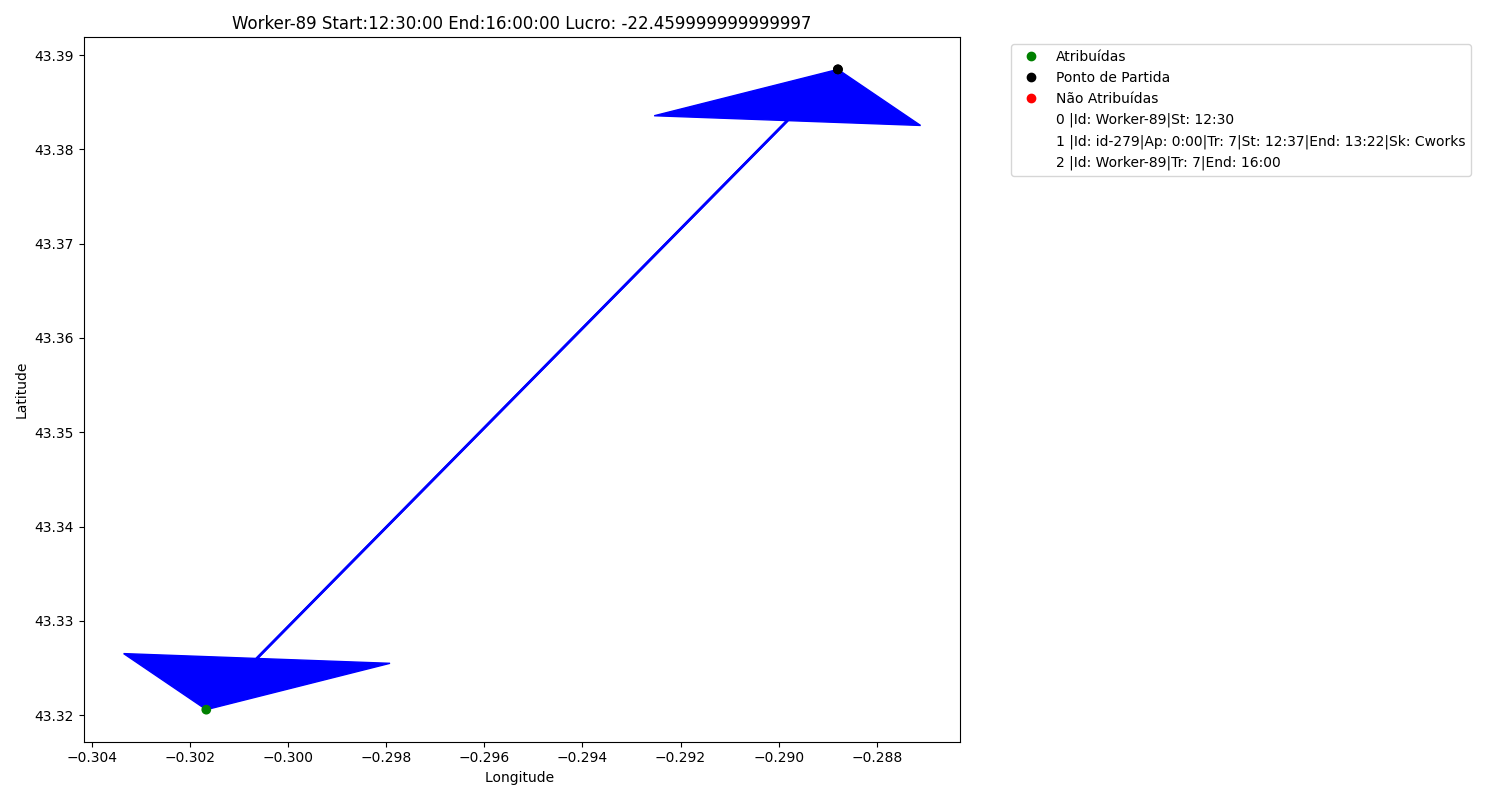 Worker-89 Start:12:30:00 End:16:00:00 Lucro: -22.459999999999997
43.39
43.38
43.37
43.36
43.35
43.34
43.33
43.32
Latitude
−0.304
−0.302
−0.300
−0.298
−0.296
−0.294
−0.292
−0.290
−0.288
Longitude
Atribuídas
Ponto de Partida
Não Atribuídas
0 |Id: Worker-89|St: 12:30
1 |Id: id-279|Ap: 0:00|Tr: 7|St: 12:37|End: 13:22|Sk: Cworks
2 |Id: Worker-89|Tr: 7|End: 16:00